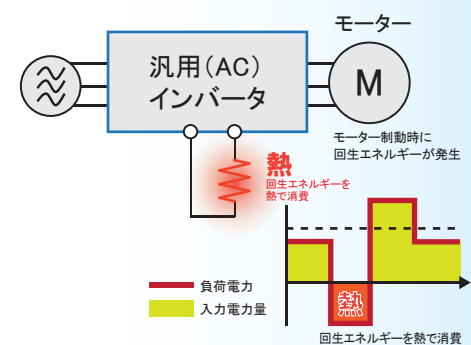 モーター
汎用（AC）
インバータ
M
モーター制動時に
回生エネルギーが発生
熱
回生エネルギーを
熱で消費
負荷電力
入力電力量
熱
回生エネルギーを熱で消費